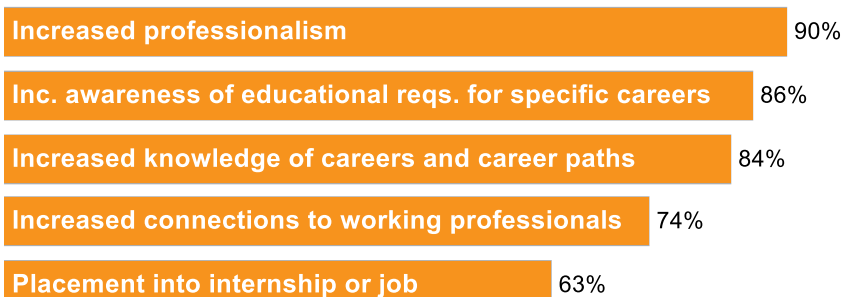 Increased professionalism 90%
Inc. awareness of educational reqs. for specific careers 86%
Increased knowledge of careers and career paths 84%
Increased connections to working professionals 74%
Placement into internship or job 63%